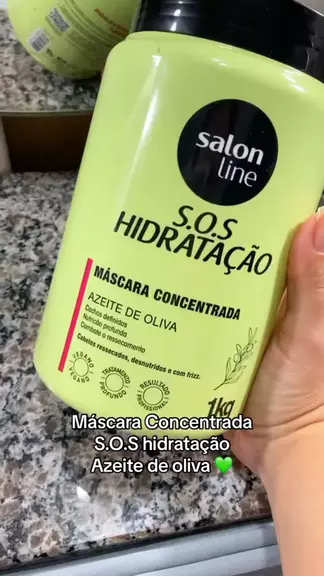 salon
line
S.O.S
HIDRATAÇÃO
MÁSCARA CONCENTRADA
AZEITE DE OLIVA
Cachos definidos
Nutrição profunda
Combate o ressecamento
Cabelos ressecados, desnutridos e com frizz.
VEGANO VEGANO
TRATAMENTO PROFUNDO
RESULTADO PROFISSIONAL
1kg
Máscara Concentrada
S.O.S hidratação
Azeite de oliva 💚